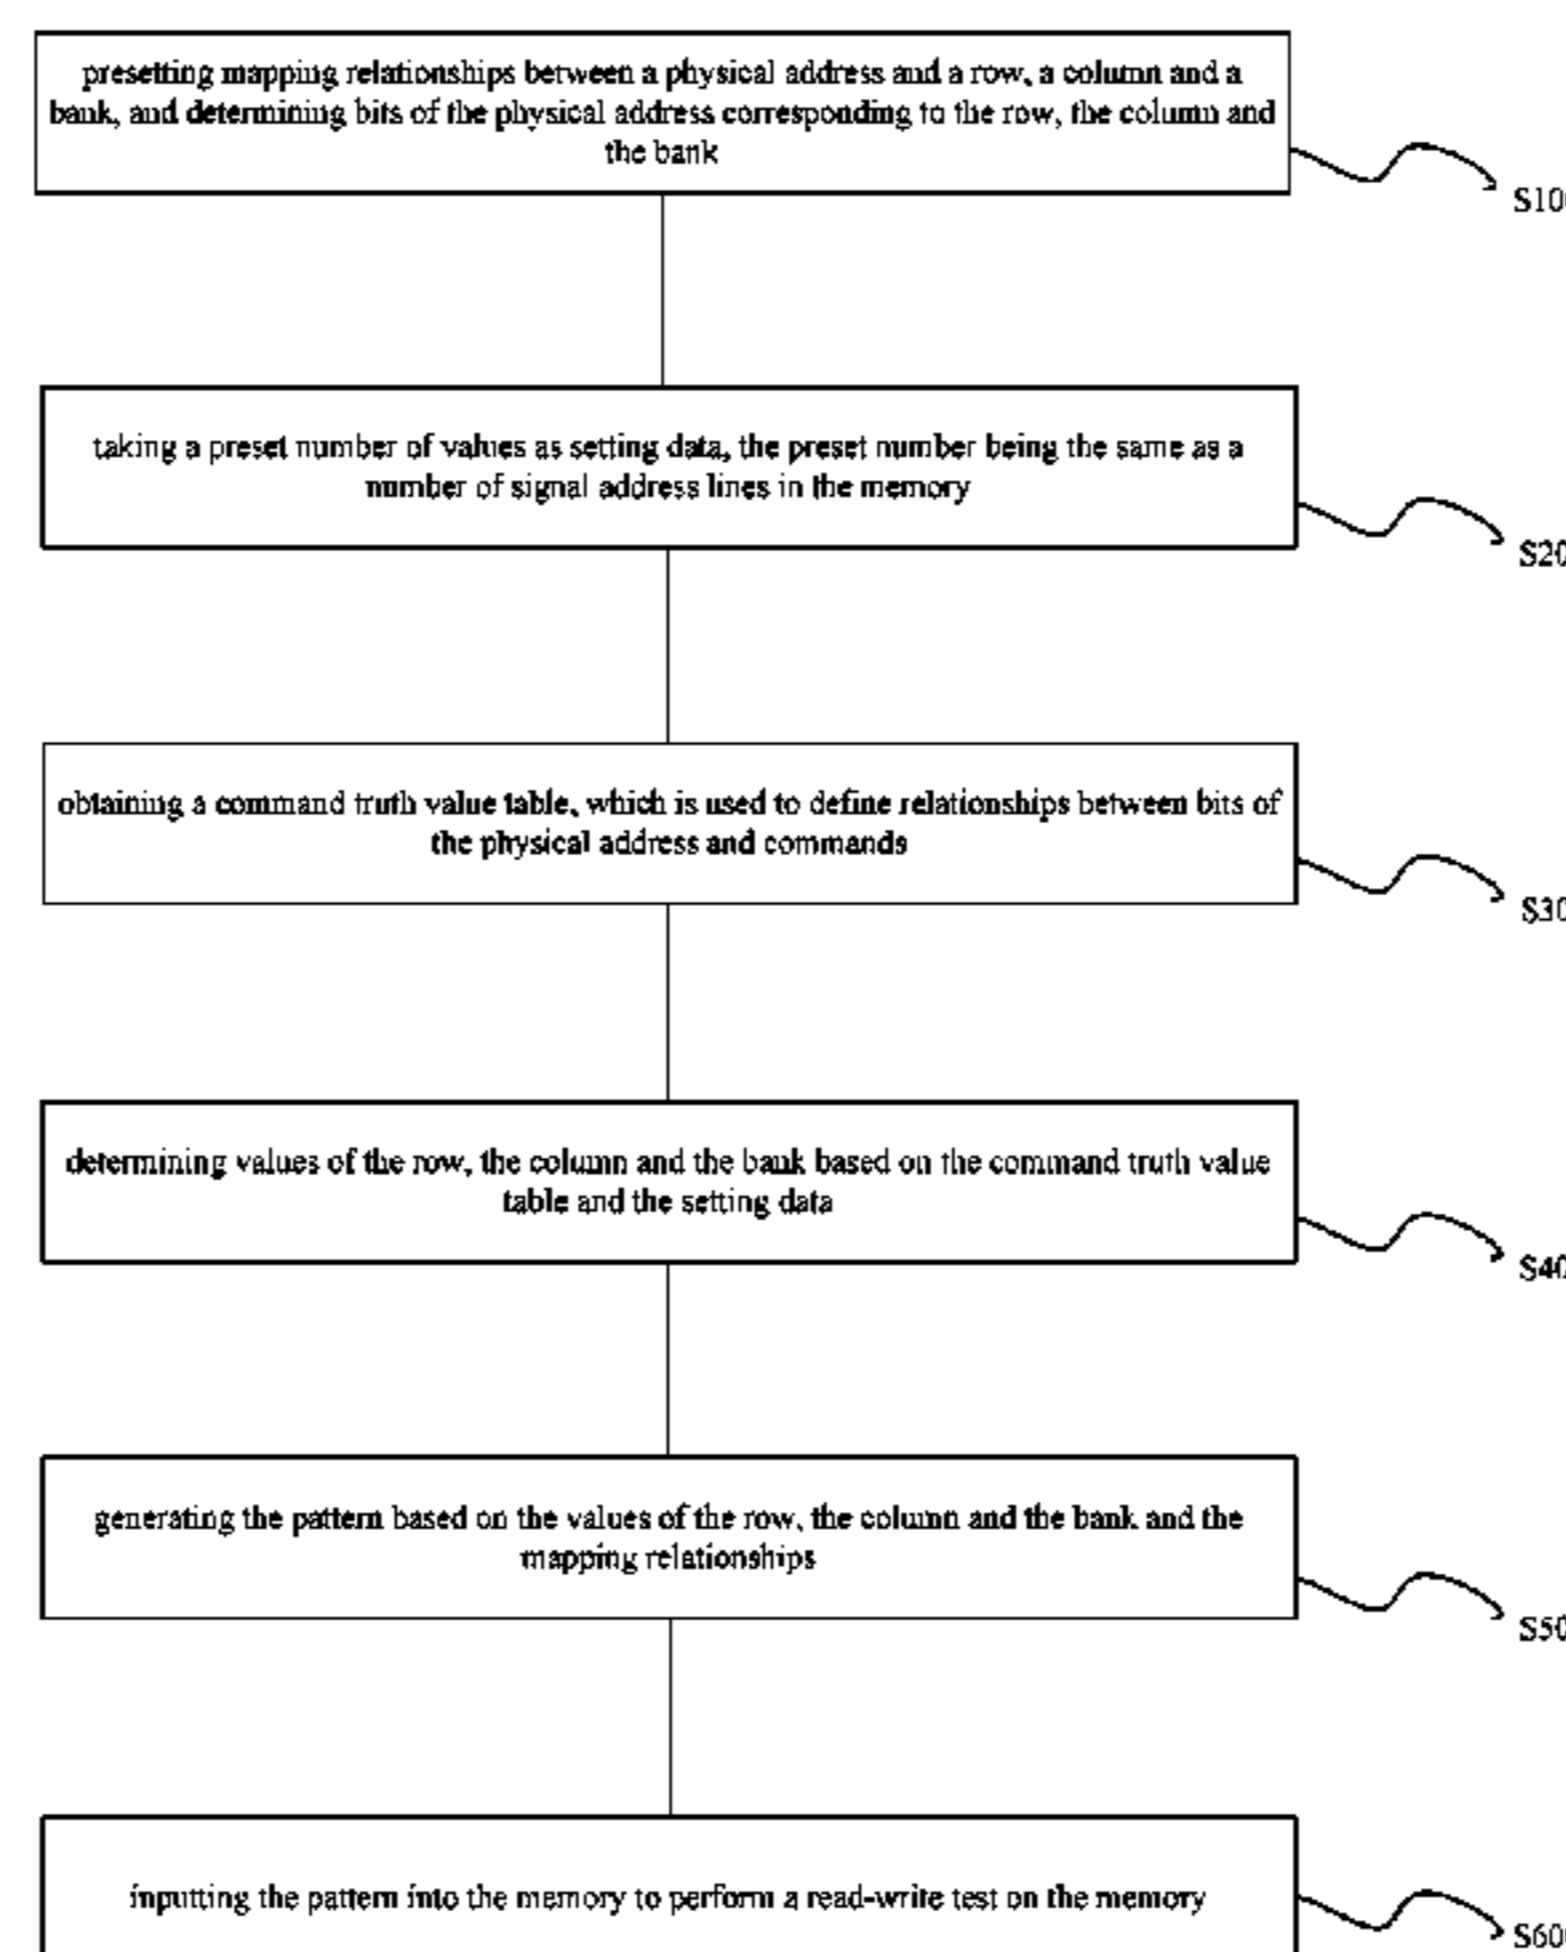 presetting mapping relationships between a physical address and a row, a column and a
bank, and determining bits of the physical address corresponding to the row, the column and
the bank
S10
taking a preset number of values as setting data, the preset number being the same as a
number of signal address lines in the memory
S20
obtaining a command truth value table, which is used to define relationships between bits of
the physical address and commands
S30
determining values of the row, the column and the bank based on the command truth value
table and the setting data
S40
generating the pattern based on the values of the row, the column and the bank and the
mapping relationships
S50
inputting the pattern into the memory to perform a read-write test on the memory
S60